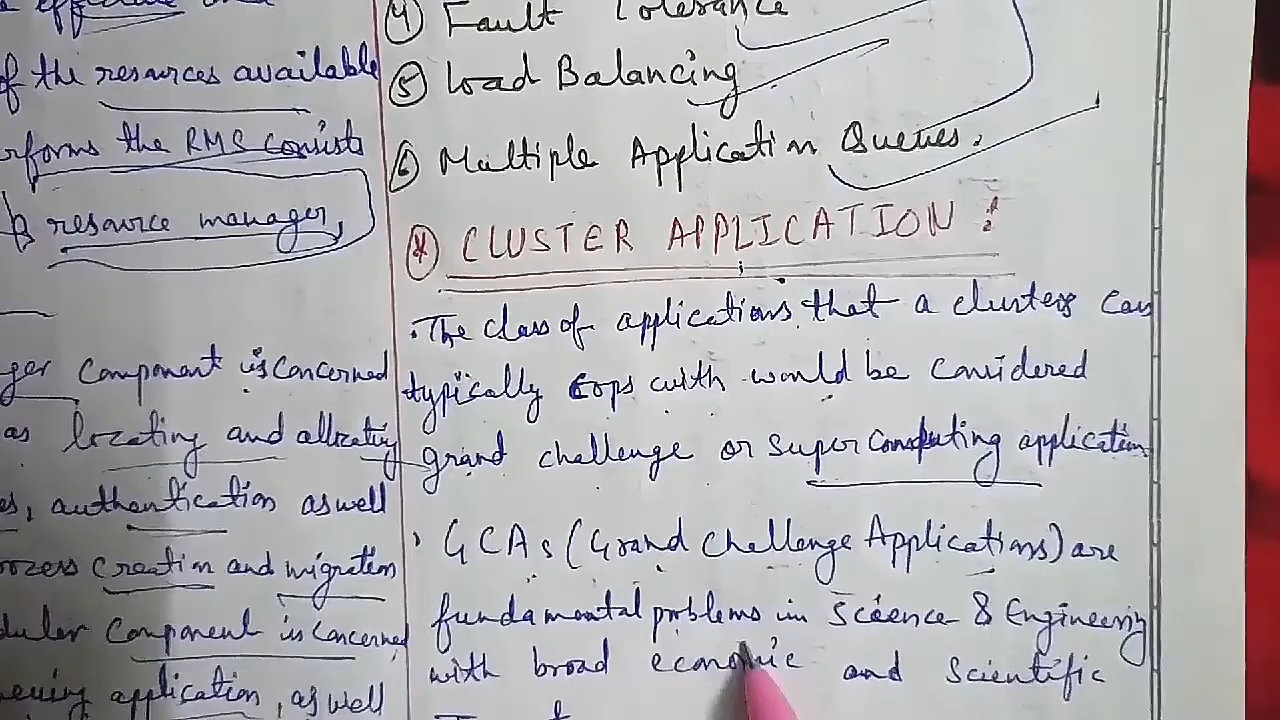 of the resources available
rforms the RMS consists
b resource manager,
ger component is concerned
as locating and allocating
es, authentication as well
rocess creation and migration
duler component is concerned
application, as well
④ Fault Tolerance
⑤ Load Balancing
⑥ Multiple Application Queues.
* CLUSTER APPLICATION :
.The class of applications that a clusters can
typically cops with would be considered
grand challenge or super computing application
. GCAs (Grand Challenge Applications) are
fundamental problems in Science & Engineering
with broad economic and Scientific